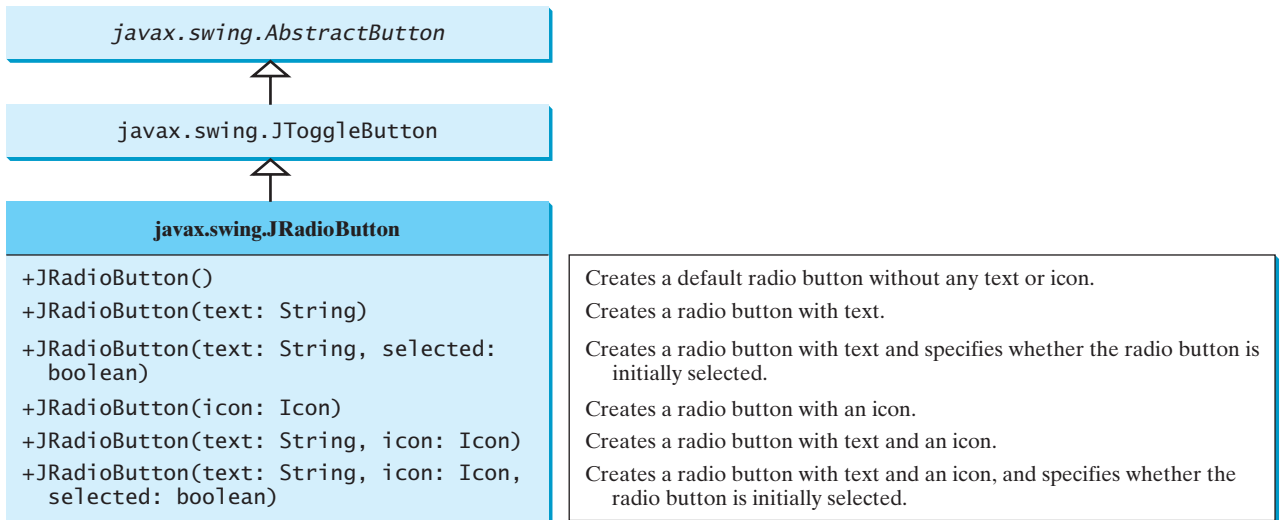 javax.swing.AbstractButton
javax.swing.JToggleButton
javax.swing.JRadioButton
+JRadioButton()
Creates a default radio button without any text or icon.
+JRadioButton(text: String)
Creates a radio button with text.
+JRadioButton(text: String, selected:
boolean)
Creates a radio button with text and specifies whether the radio button is
initially selected.
+JRadioButton(icon: Icon)
Creates a radio button with an icon.
+JRadioButton(text: String, icon: Icon)
Creates a radio button with text and an icon.
+JRadioButton(text: String, icon: Icon,
selected: boolean)
Creates a radio button with text and an icon, and specifies whether the
radio button is initially selected.